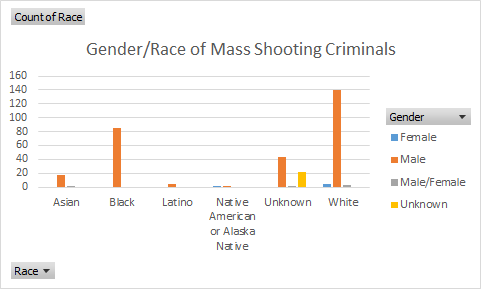 Count of Race
Gender/Race of Mass Shooting Criminals
160
140
120
100
80
60
40
20
0
Asian
Black
Latino
Native
American
or Alaska
Native
Unknown
White
Gender
Female
Male
Male/Female
Unknown
Race